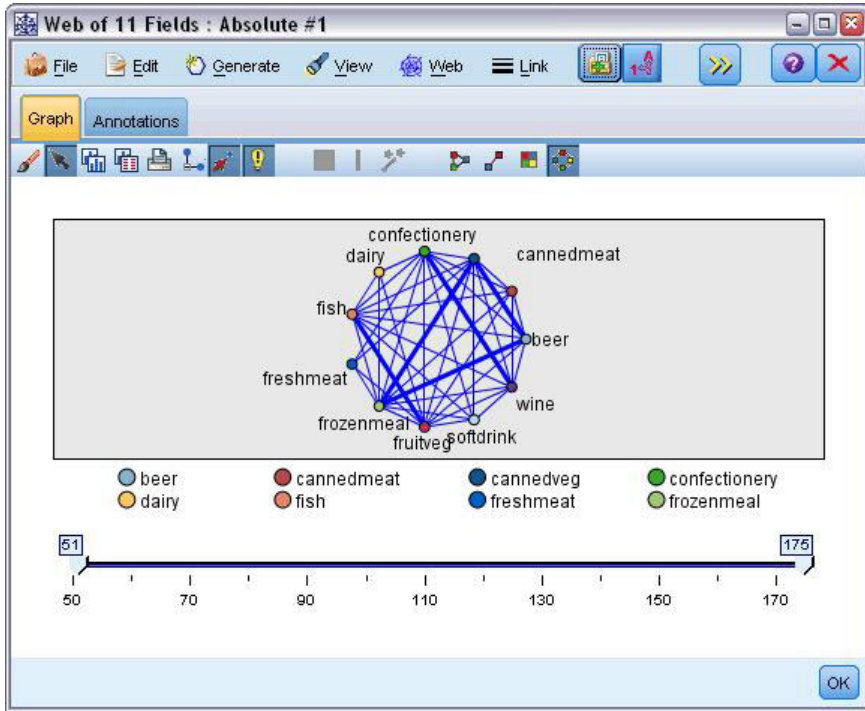 Web of 11 Fields : Absolute #1
File Edit Generate View Web Link
Graph Annotations
confectionery
dairy cannedmeat
fish
beer
freshmeat
wine
frozenmeal softdrink
fruitveg
beer cannedmeat cannedveg confectionery
dairy fish freshmeat frozenmeal
51 175
50 70 90 110 130 150 170
OK